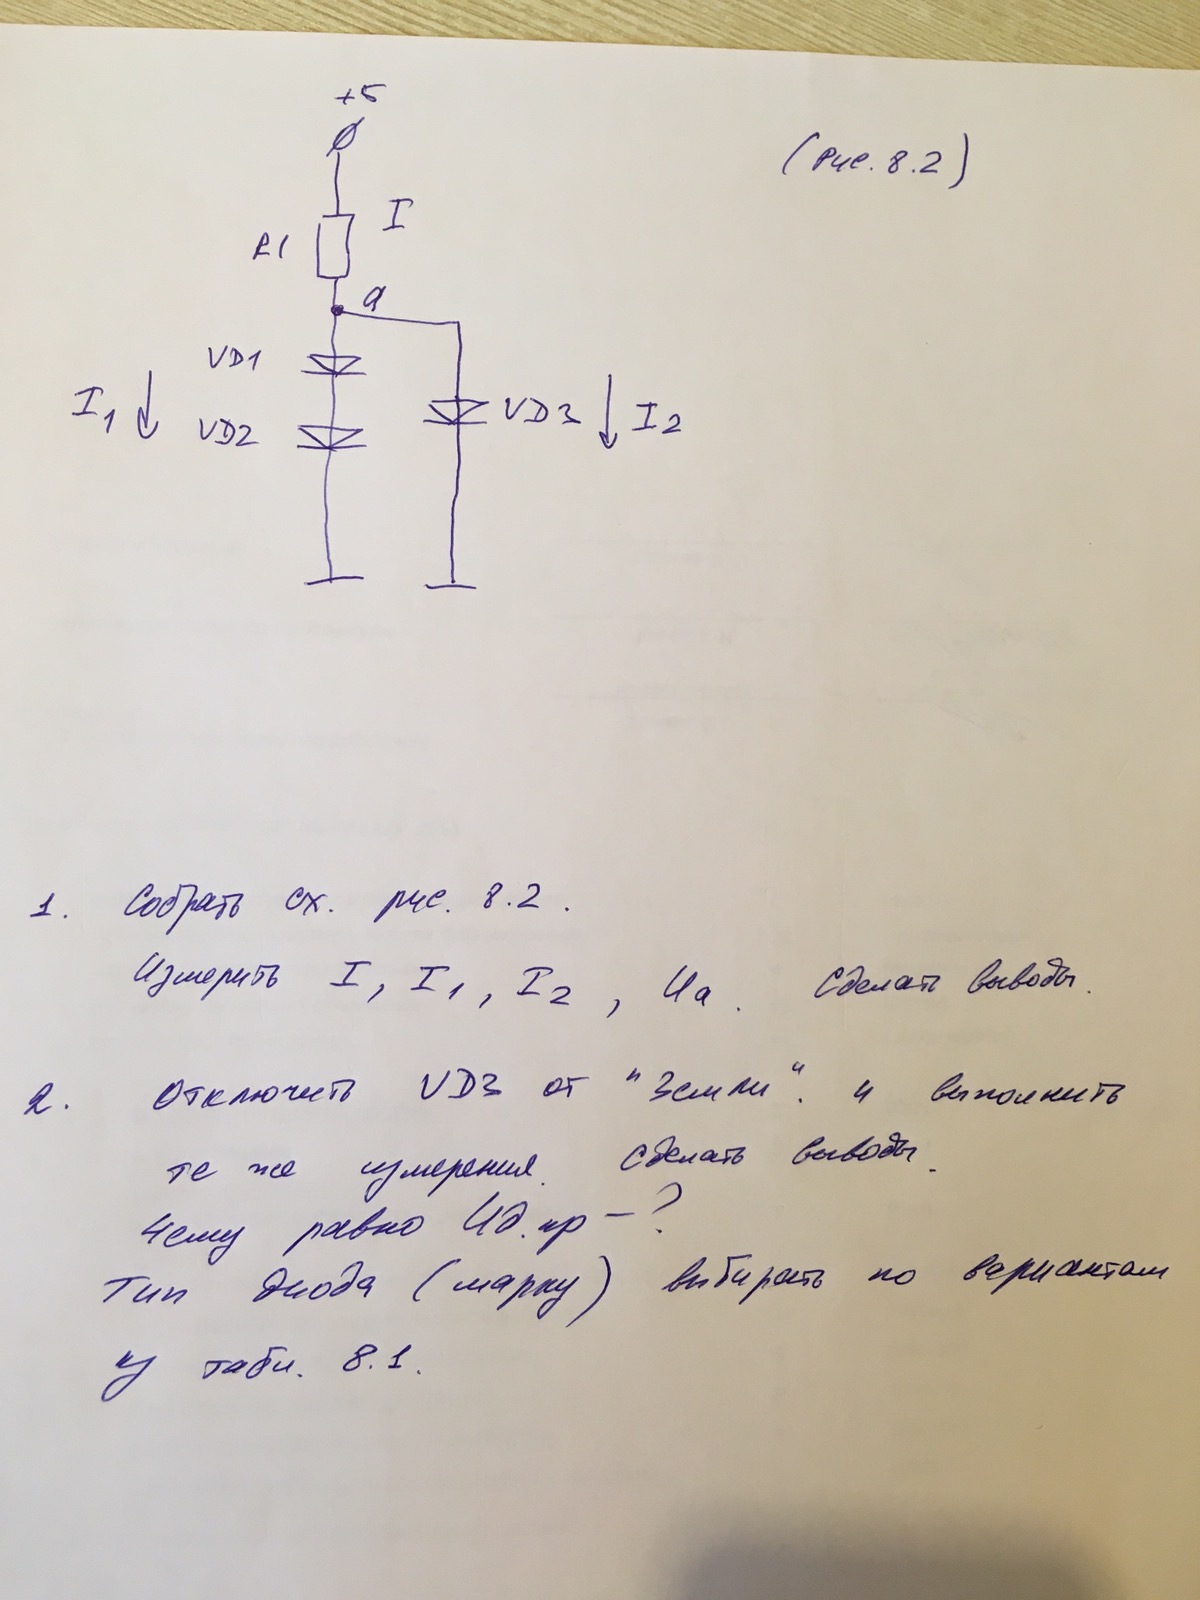 +5
(рис. 8.2)
I
R1
a
VD1
I1
VD2
VD3
I2
1. Собрать сх. рис. 8.2.
Измерить I, I1, I2, Uа. Сделать выводы.
2. Отключить VD3 от "Земли". и выполнить
те же измерения. Сделать выводы.
Чему равно Uд.пр - ?
Тип диода (марку) выбирать по вариантам
из табл. 8.1.